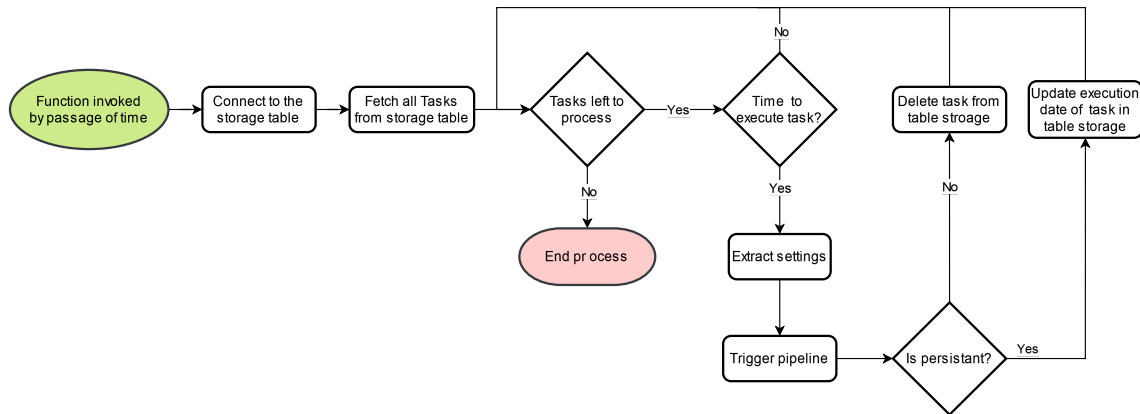 Function invoked
by passage of time
Connect to the
storage table
Fetch all Tasks
from storage table
Tasks left to
process
Yes
No
End pr ocess
Time to
execute task?
No
Yes
Extract settings
Trigger pipeline
Is persistant?
No
Yes
Delete task from
table stroage
Update execution
date of task in
table storage